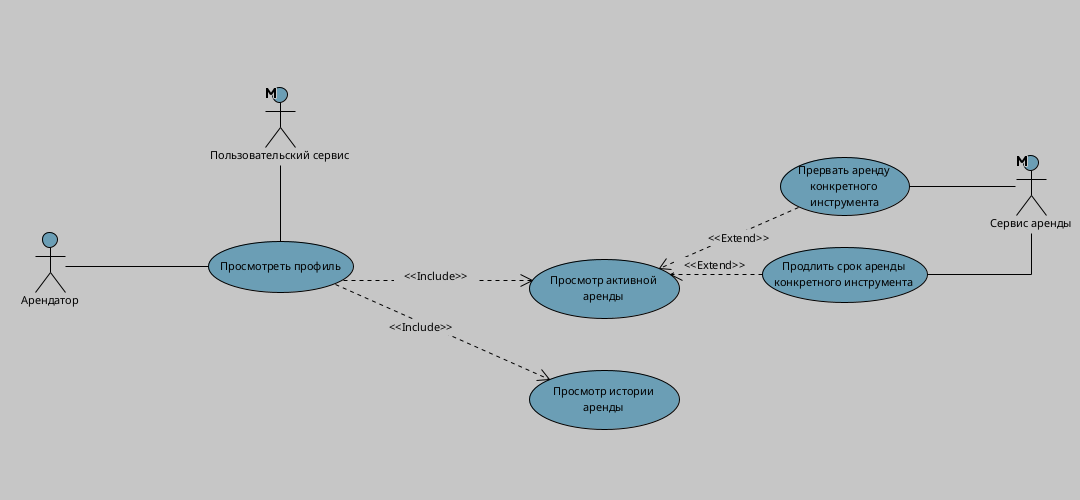 M
Пользовательский сервис
Арендатор
Просмотреть профиль
<<Include>>
<<Include>>
Просмотр активной
аренды
Просмотр истории
аренды
<<Extend>>
<<Extend>>
Прервать аренду
конкретного
инструмента
Продлить срок аренды
конкретного инструмента
M
Сервис аренды